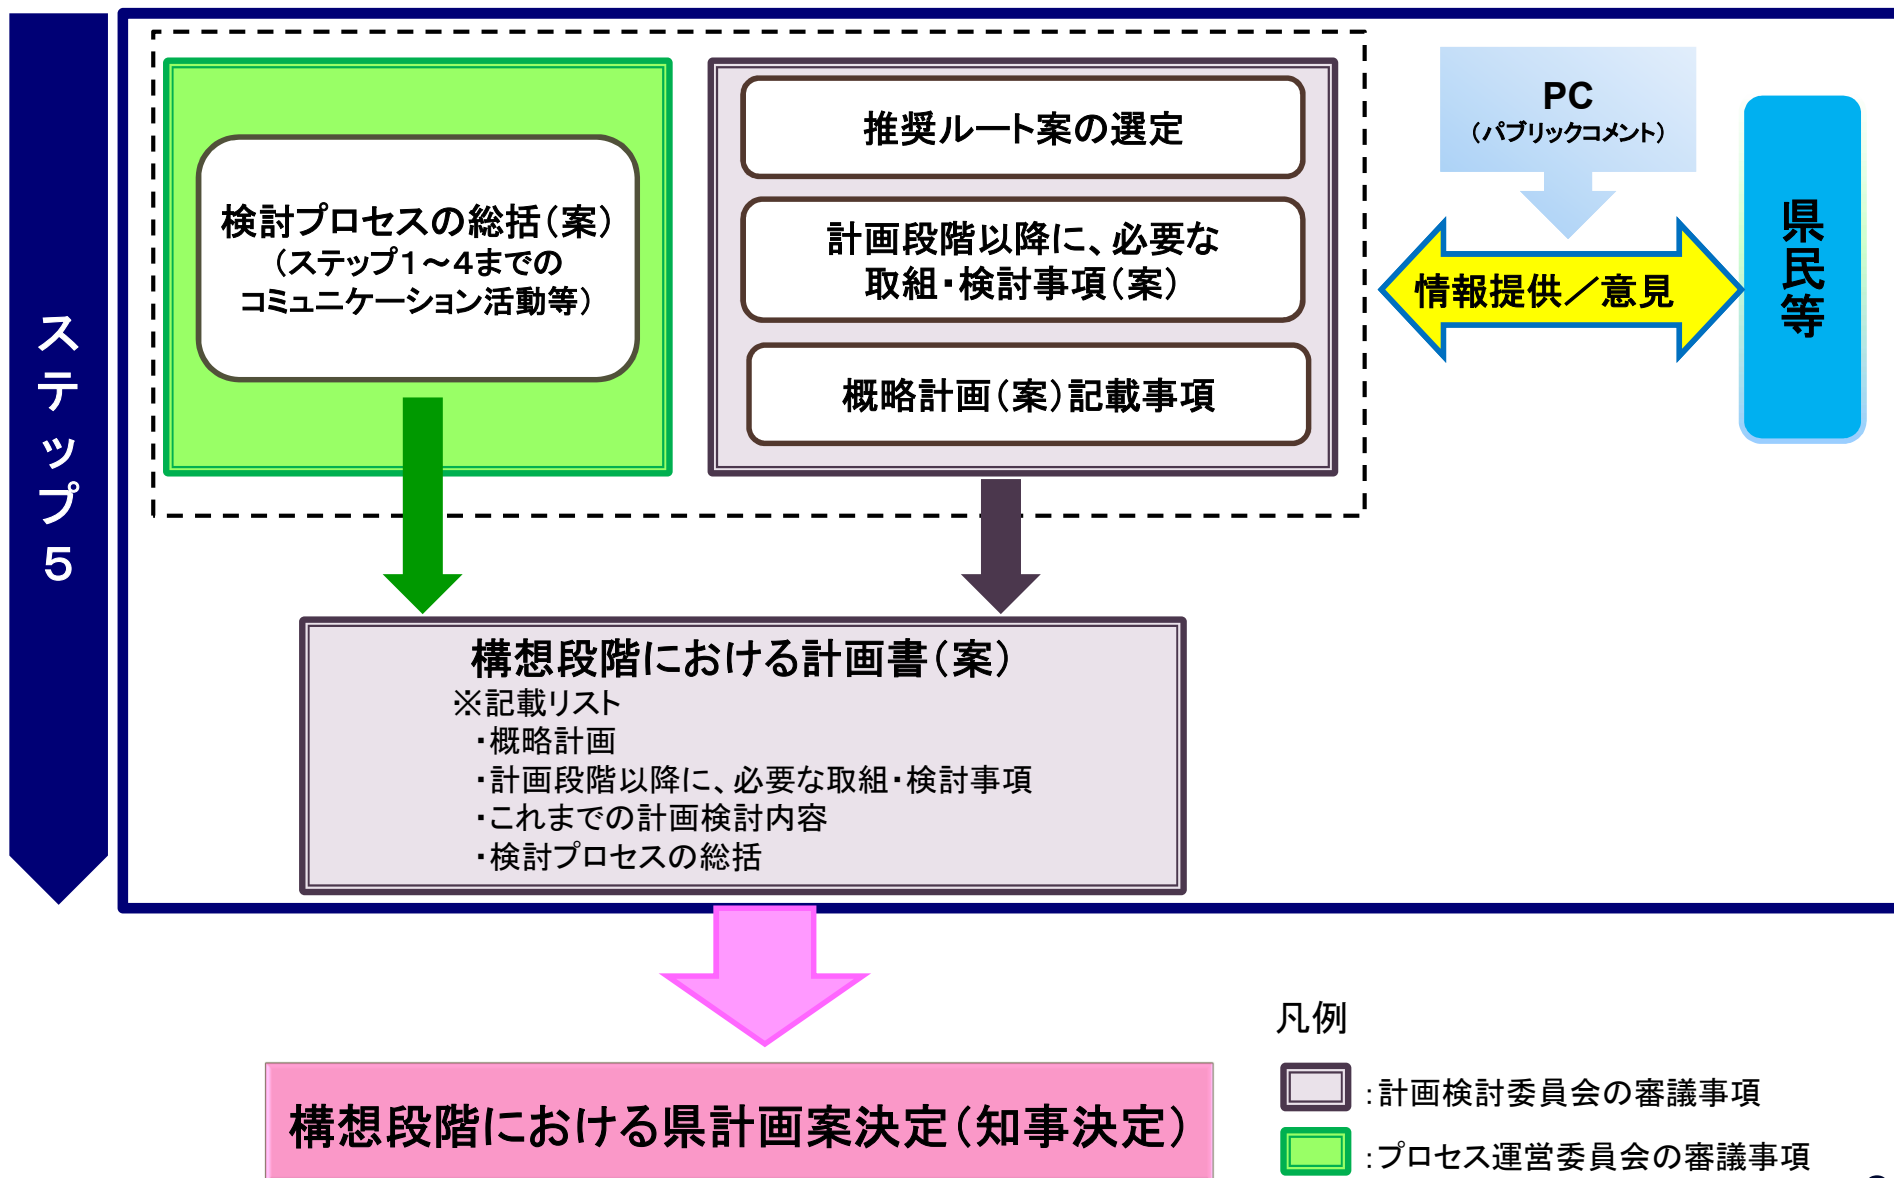 ステップ5
検討プロセスの総括（案）
（ステップ1～4までの
コミュニケーション活動等）
推奨ルート案の選定
計画段階以降に、必要な
取組・検討事項（案）
概略計画（案）記載事項
PC
（パブリックコメント）
情報提供／意見
県民等
構想段階における計画書（案）
※記載リスト
・概略計画
・計画段階以降に、必要な取組・検討事項
・これまでの計画検討内容
・検討プロセスの総括
構想段階における県計画案決定（知事決定）
凡例
：計画検討委員会の審議事項
：プロセス運営委員会の審議事項